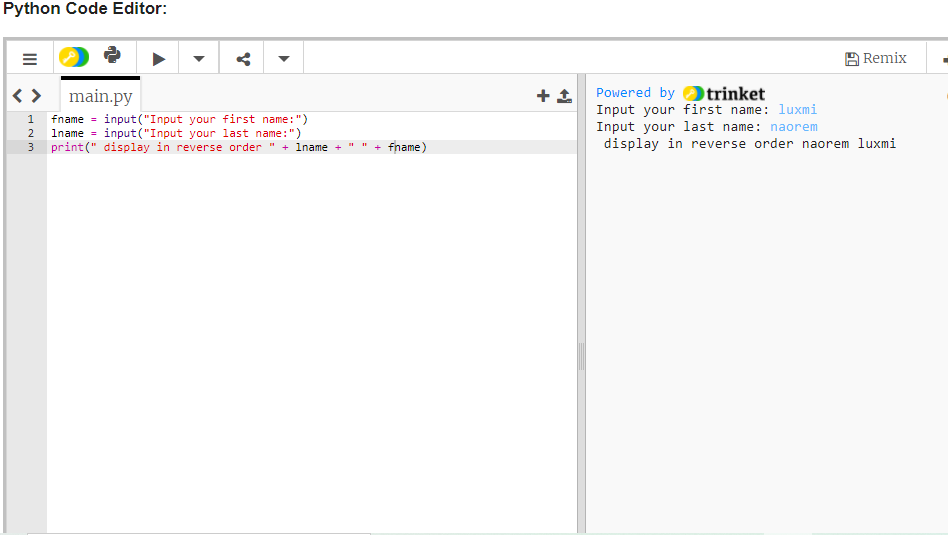 Python Code Editor:
Remix
main.py
1 fname = input("Input your first name:")
2 lname = input("Input your last name:")
3 print(" display in reverse order " + lname + " " + fname)
Powered by trinket
Input your first name: luxmi
Input your last name: naorem
display in reverse order naorem luxmi